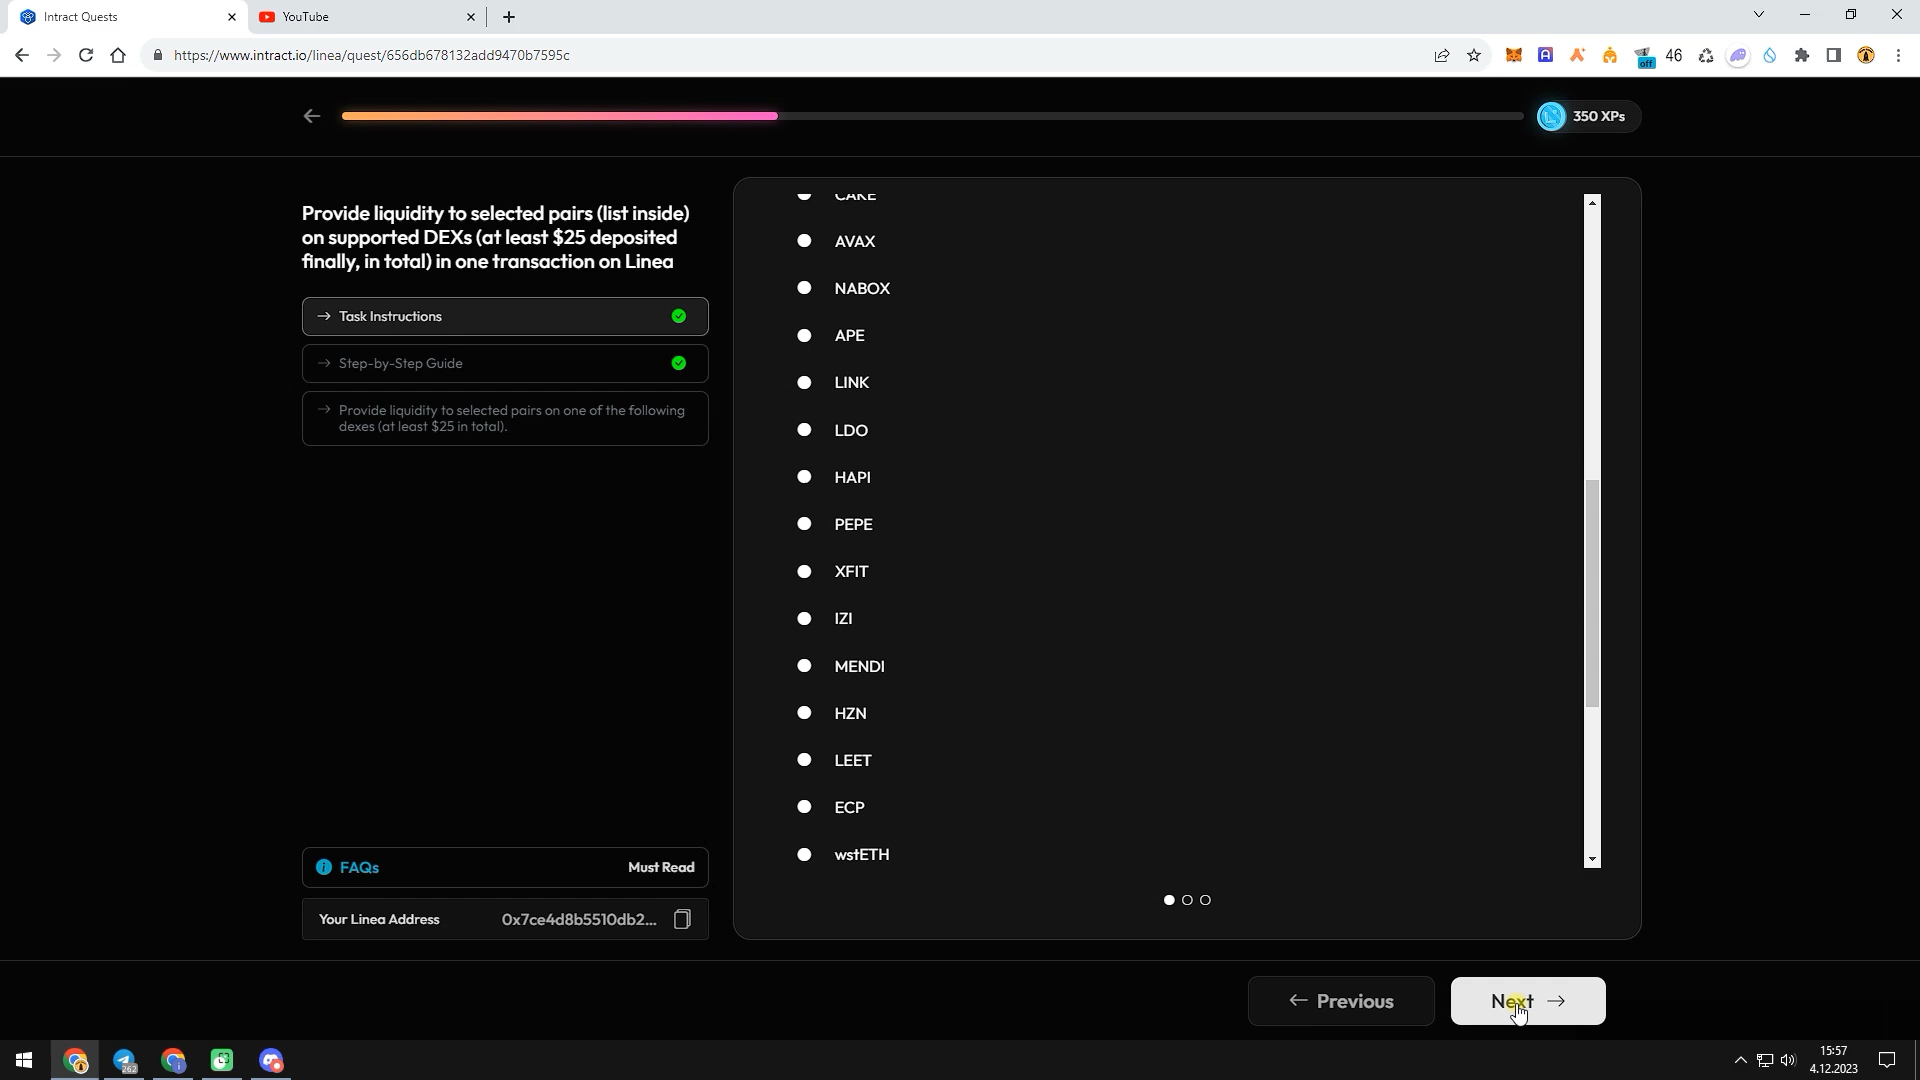 Intract Quests
YouTube
https://www.intract.io/linea/quest/656db678132add9470b7595c
off
46
350 XPs
Provide liquidity to selected pairs (list inside)
on supported DEXs (at least $25 deposited
finally, in total) in one transaction on Linea
Task Instructions
Step-by-Step Guide
Provide liquidity to selected pairs on one of the following
dexes (at least $25 in total).
FAQs
Must Read
Your Linea Address
0x7ce4d8b5510db2...
CAKE
AVAX
NABOX
APE
LINK
LDO
HAPI
PEPE
XFIT
IZI
MENDI
HZN
LEET
ECP
wstETH
Previous
Next
262
15:57
4.12.2023